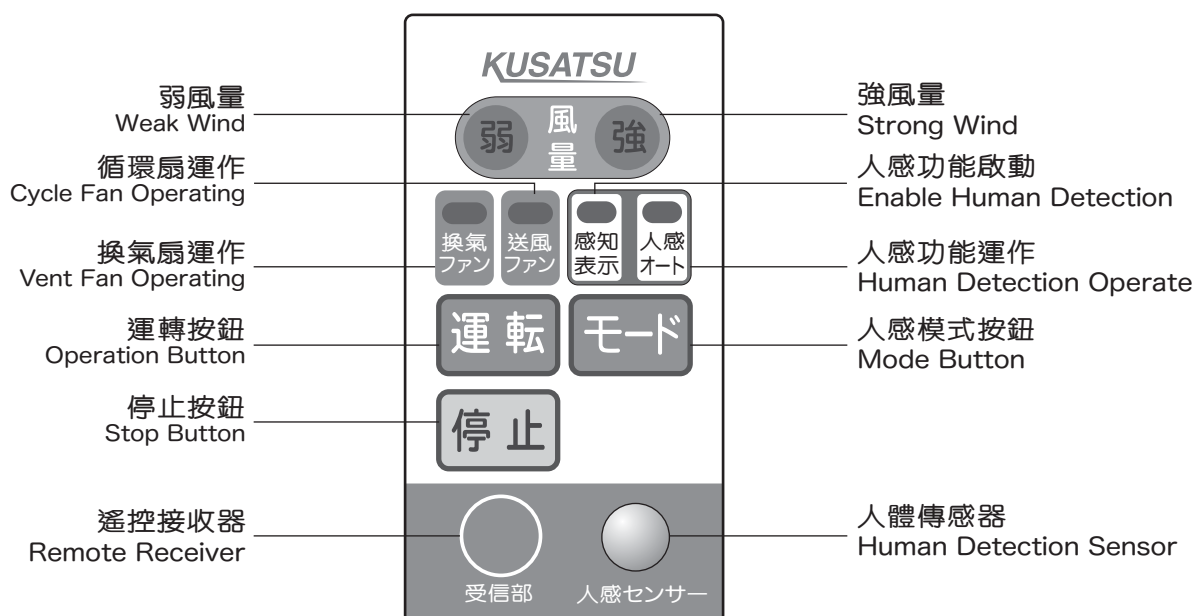 KUSATSU
弱風量
Weak Wind
循環扇運作
Cycle Fan Operating
換氣扇運作
Vent Fan Operating
運轉按鈕
Operation Button
停止按鈕
Stop Button
遙控接收器
Remote Receiver
弱
風量
強
換氣
ファン
送風
ファン
感知
表示
人感
オート
運転
モード
停止
受信部
人感センサー
強風量
Strong Wind
人感功能啟動
Enable Human Detection
人感功能運作
Human Detection Operate
人感模式按鈕
Mode Button
人體傳感器
Human Detection Sensor